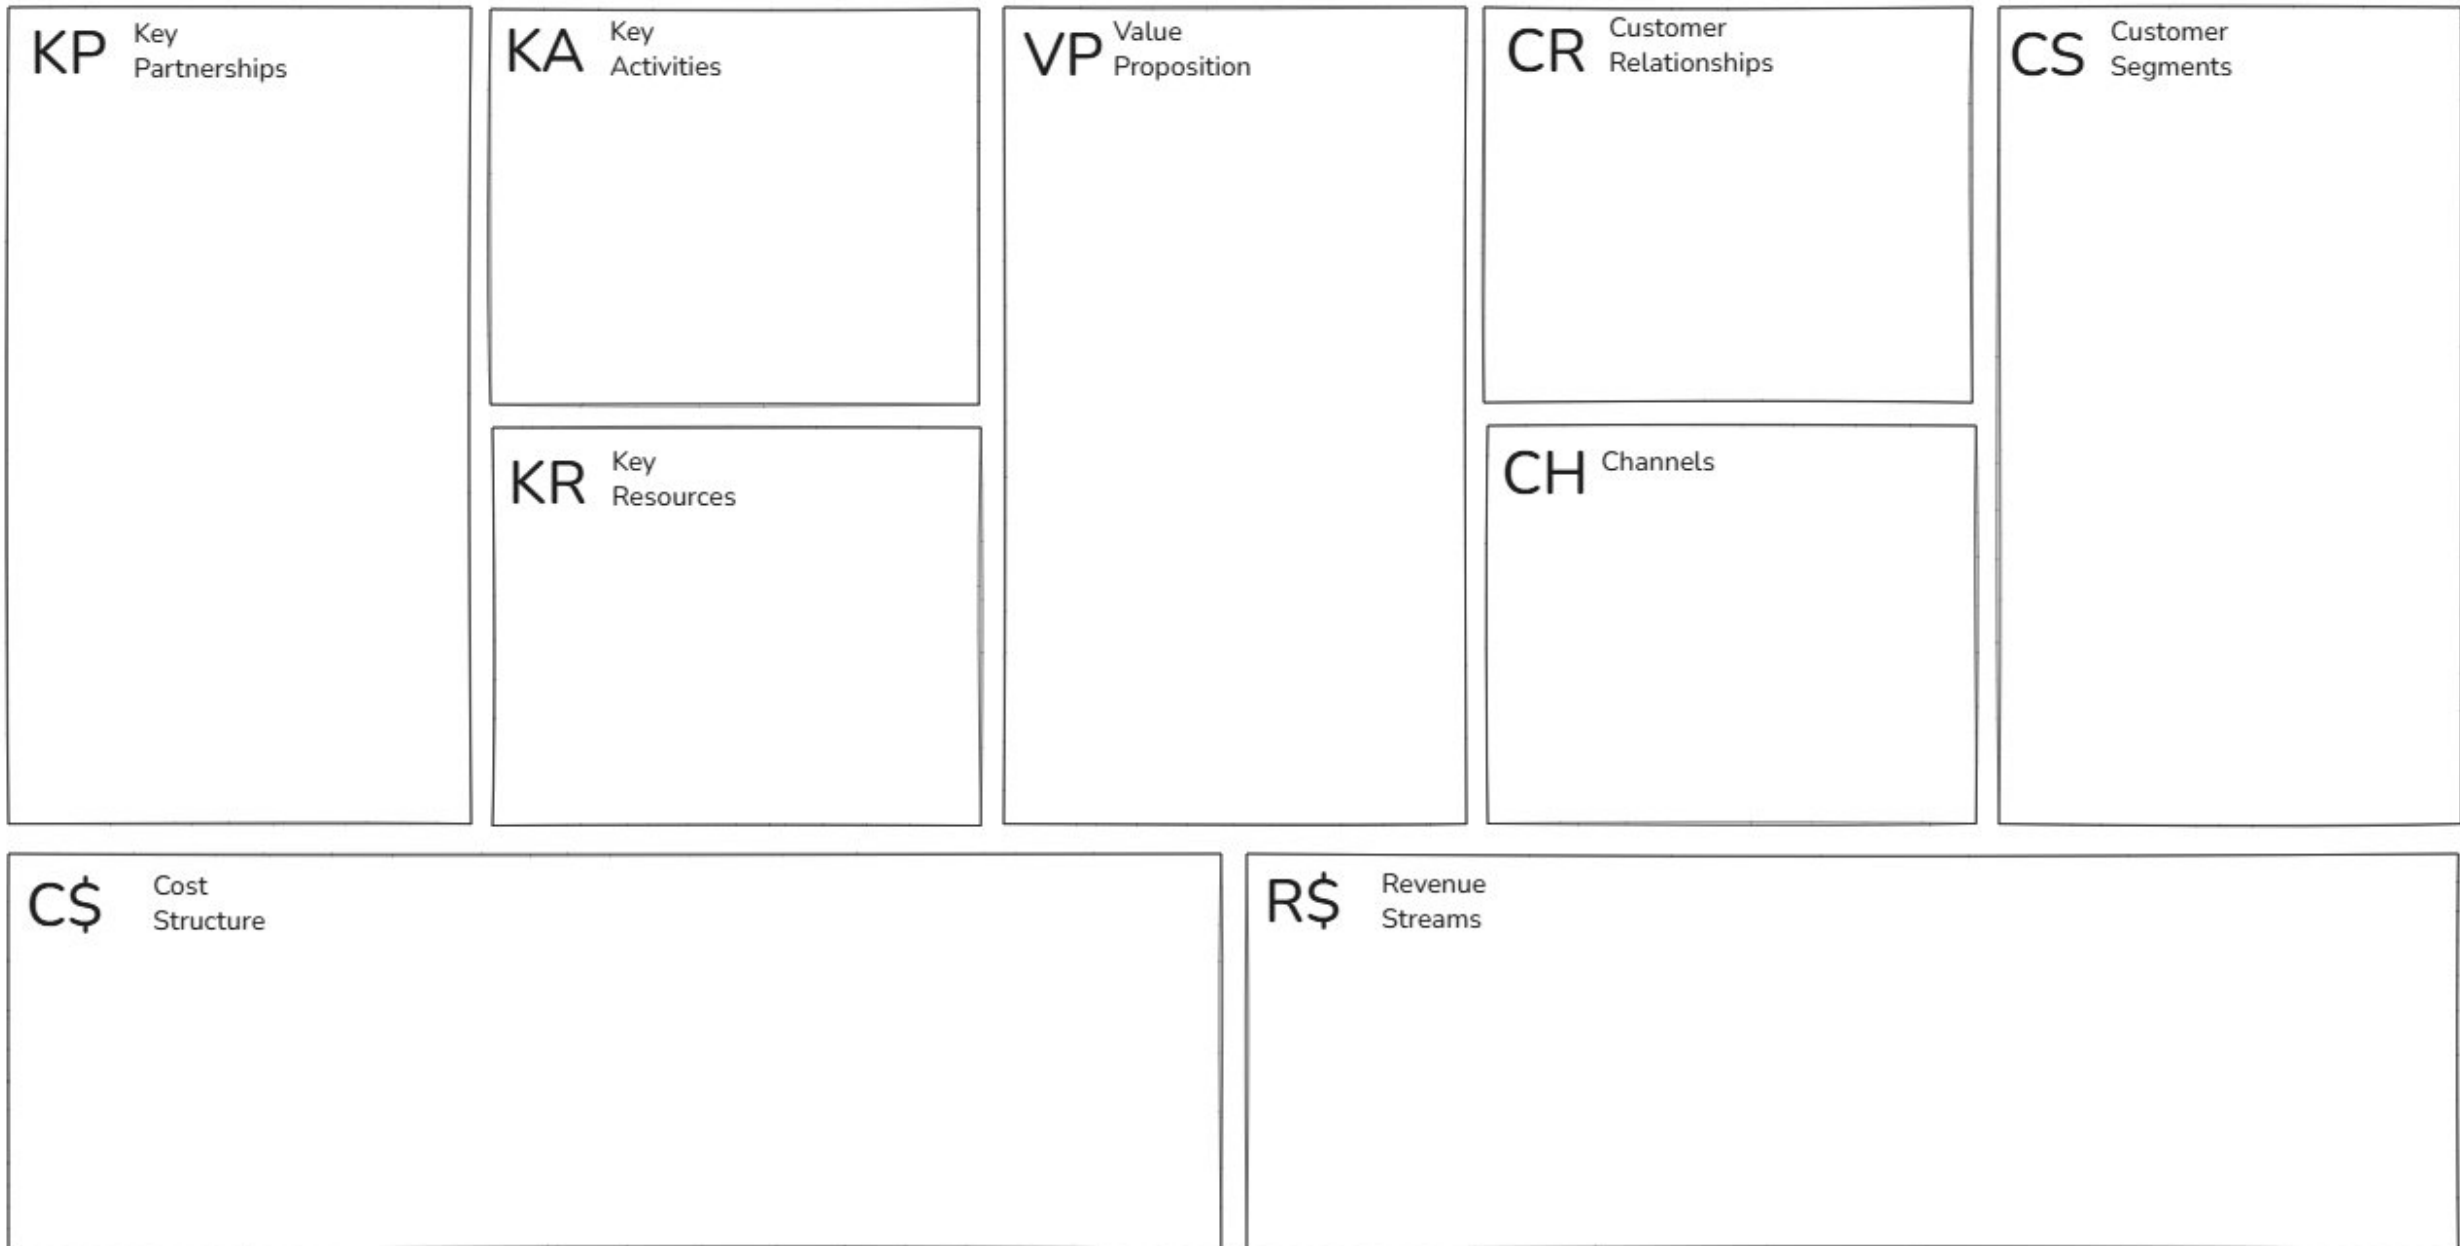 KP
Key
Partnerships
KA
Key
Activities
VP
Value
Proposition
CR
Customer
Relationships
CS
Customer
Segments
KR
Key
Resources
CH
Channels
C$
Cost
Structure
R$
Revenue
Streams